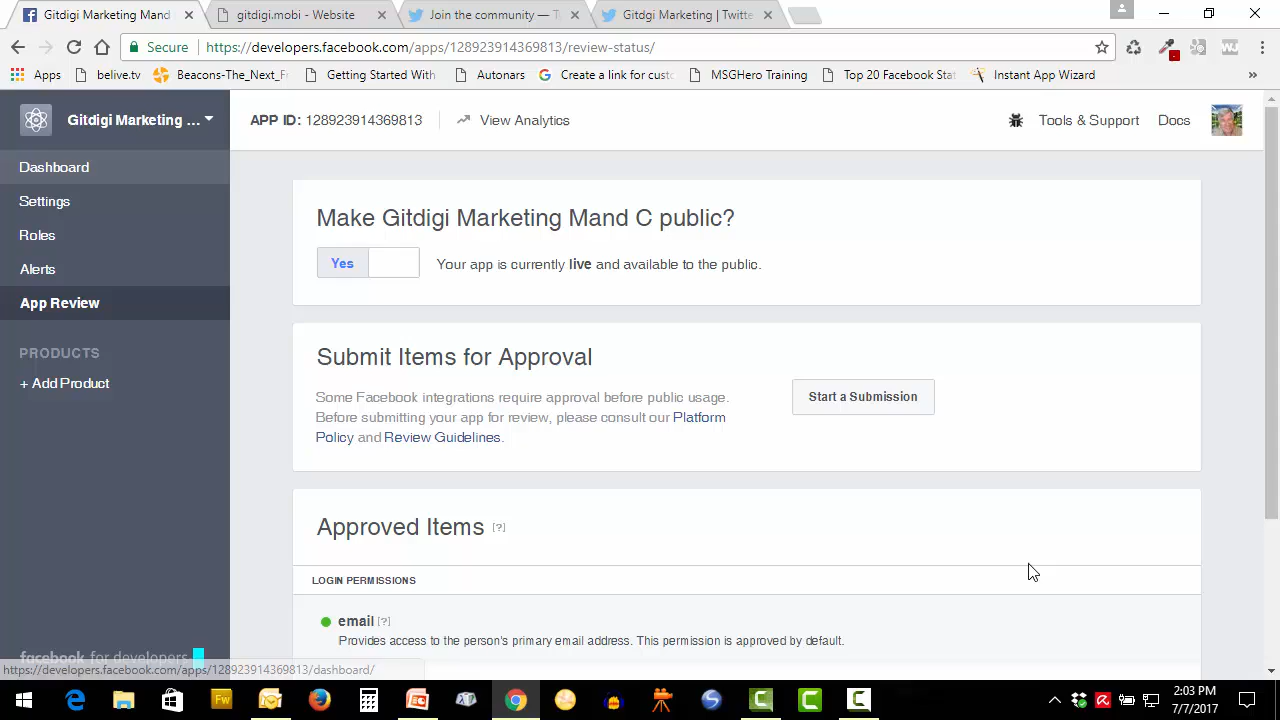 Gitdigi Marketing Mand
gitdigi.mobi - Website
Join the community — T
Gitdigi Marketing | Twitte
Secure
https://developers.facebook.com/apps/128923914369813/review-status/
Apps
belive.tv
Beacons-The_Next_F
Getting Started With
Autonars
Create a link for custo
MSGHero Training
Top 20 Facebook Stat
Instant App Wizard
»
Gitdigi Marketing ...
APP ID: 128923914369813
View Analytics
Tools & Support
Docs
Dashboard
Settings
Roles
Alerts
App Review
PRODUCTS
+ Add Product
Make Gitdigi Marketing Mand C public?
Yes
Your app is currently live and available to the public.
Submit Items for Approval
Some Facebook integrations require approval before public usage.
Before submitting your app for review, please consult our Platform
Policy and Review Guidelines.
Start a Submission
Approved Items [?]
LOGIN PERMISSIONS
email [?]
Provides access to the person's primary email address. This permission is approved by default.
facebook for developers
https://developers.facebook.com/apps/128923914369813/dashboard/
Fw
2:03 PM
7/7/2017